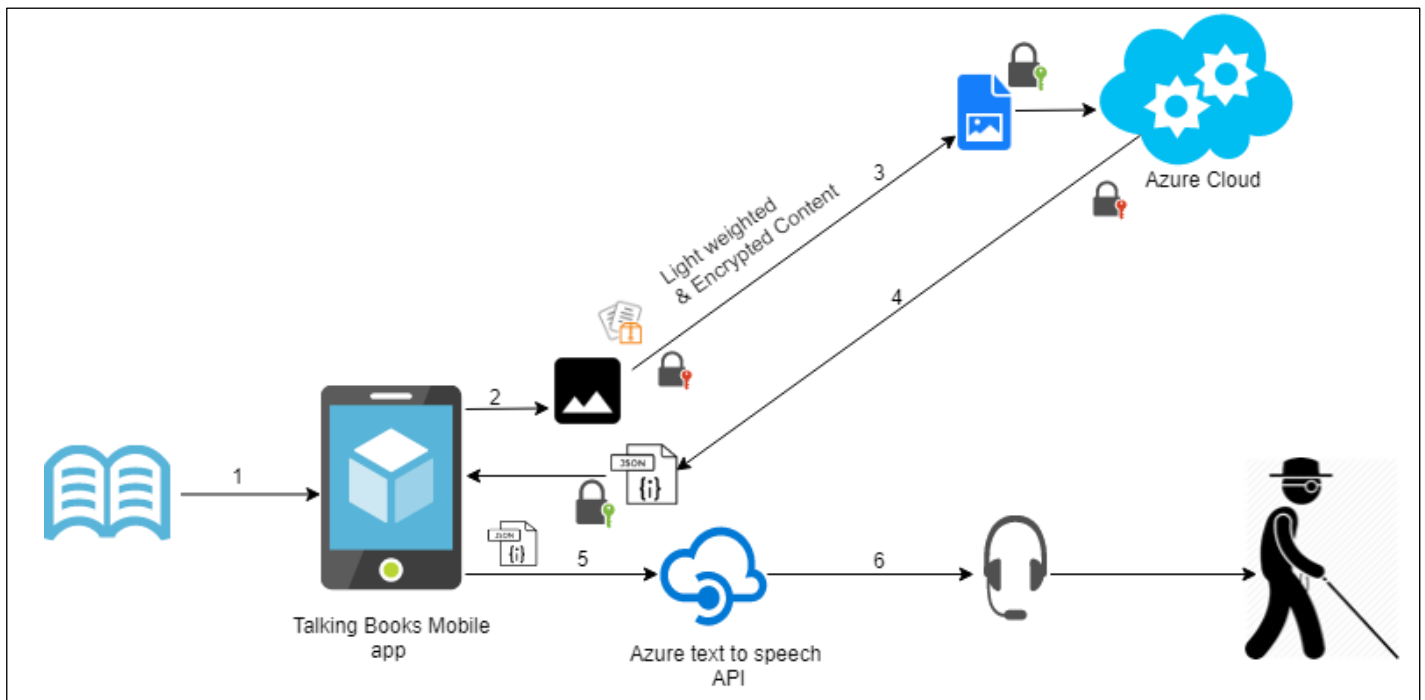 3
Azure Cloud
Light weighted
& Encrypted Content
4
2
1
JSON
{i}
JSON
{i}
5
6
Talking Books Mobile
app
Azure text to speech
API